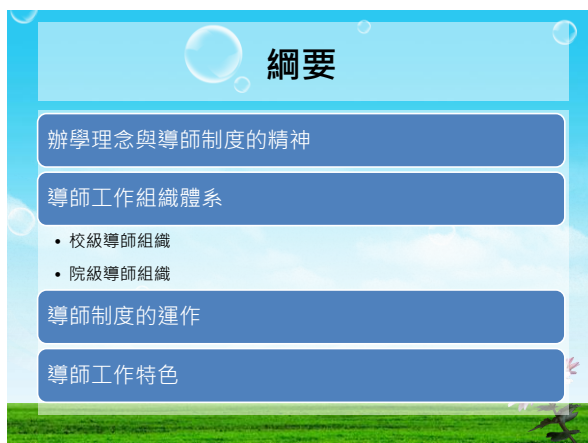 綱要
辦學理念與導師制度的精神
導師工作組織體系
• 校級導師組織
• 院級導師組織
導師制度的運作
導師工作特色